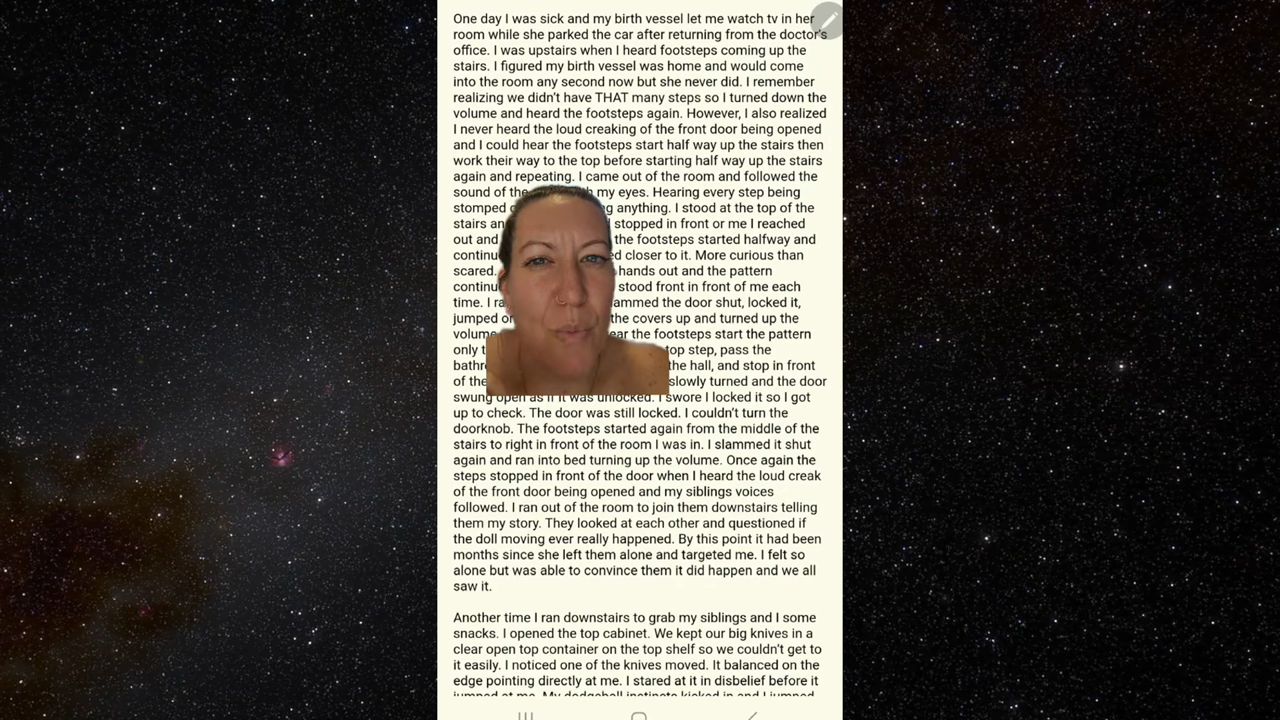 One day I was sick and my birth vessel let me watch tv in her
room while she parked the car after returning from the doctor's
office. I was upstairs when I heard footsteps coming up the
stairs. I figured my birth vessel was home and would come
into the room any second now but she never did. I remember
realizing we didn't have THAT many steps so I turned down the
volume and heard the footsteps again. However, I also realized
I never heard the loud creaking of the front door being opened
and I could hear the footsteps start half way up the stairs then
work their way to the top before starting half way up the stairs
again and repeating. I came out of the room and followed the
sound of the my eyes. Hearing every step being
stomped anything. I stood at the top of the
stairs stopped in front or me I reached
out and the footsteps started halfway and
closer to it. More curious than
scared. hands out and the pattern
stood front in front of me each
time. I slammed the door shut, locked it,
jumped the covers up and turned up the
volume the footsteps start the pattern
only top step, pass the
the hall, and stop in front
of the slowly turned and the door
swung open as if it was unlocked. I swore I locked it so I got
up to check. The door was still locked. I couldn't turn the
doorknob. The footsteps started again from the middle of the
stairs to right in front of the room I was in. I slammed it shut
again and ran into bed turning up the volume. Once again the
steps stopped in front of the door when I heard the loud creak
of the front door being opened and my siblings voices
followed. I ran out of the room to join them downstairs telling
them my story. They looked at each other and questioned if
the doll moving ever really happened. By this point it had been
months since she left them alone and targeted me. I felt so
alone but was able to convince them it did happen and we all
saw it.
Another time I ran downstairs to grab my siblings and I some
snacks. I opened the top cabinet. We kept our big knives in a
clear open top container on the top shelf so we couldn't get to
it easily. I noticed one of the knives moved. It balanced on the
edge pointing directly at me. I stared at it in disbelief before it
jumped at me. My dodgeball instincts kicked in and I jumped